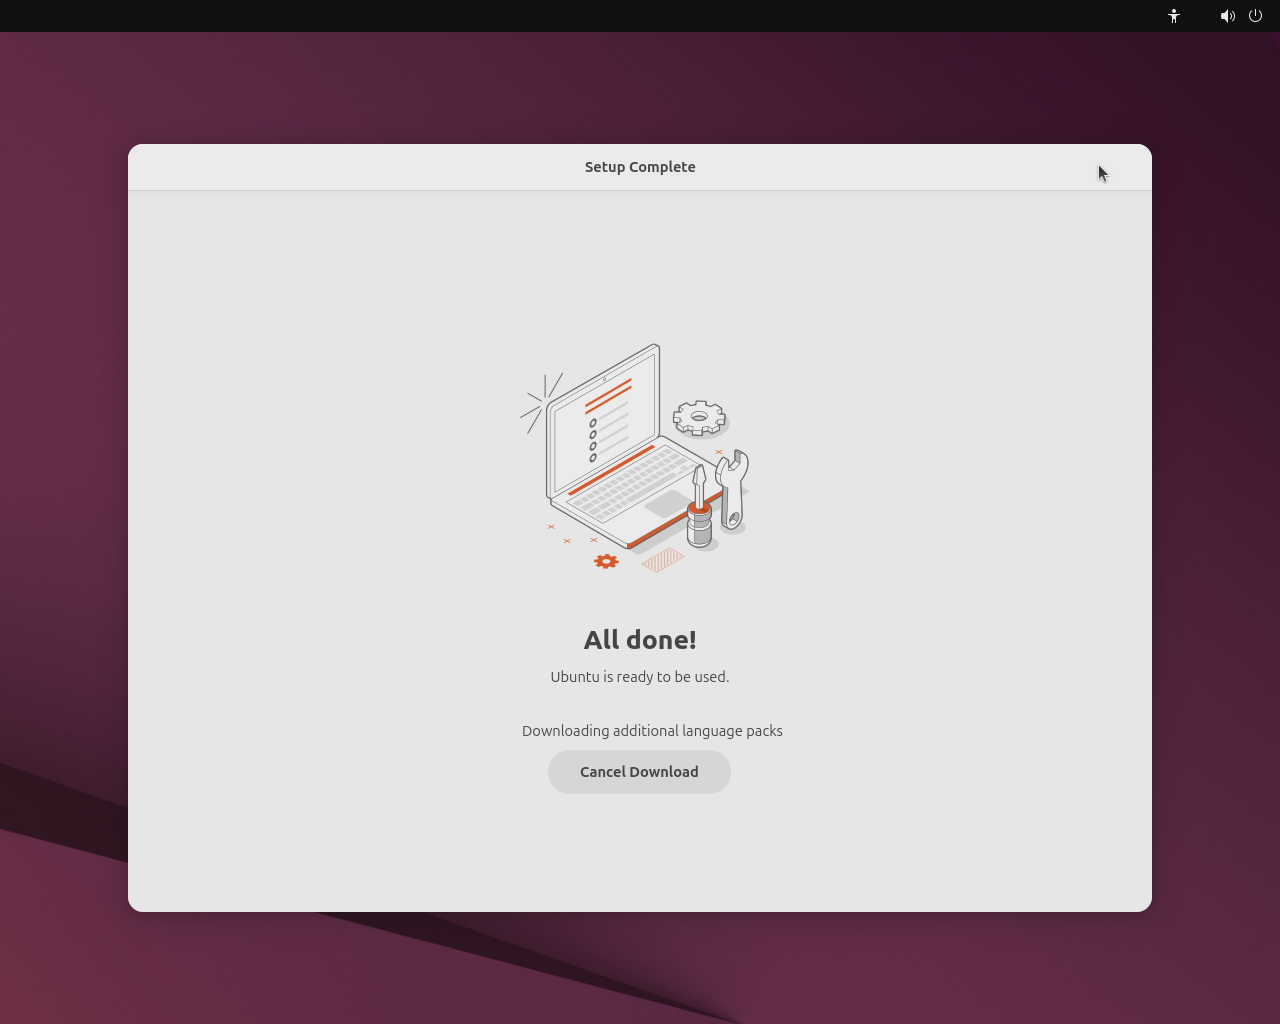 Setup Complete
All done!
Ubuntu is ready to be used.
Downloading additional language packs
Cancel Download